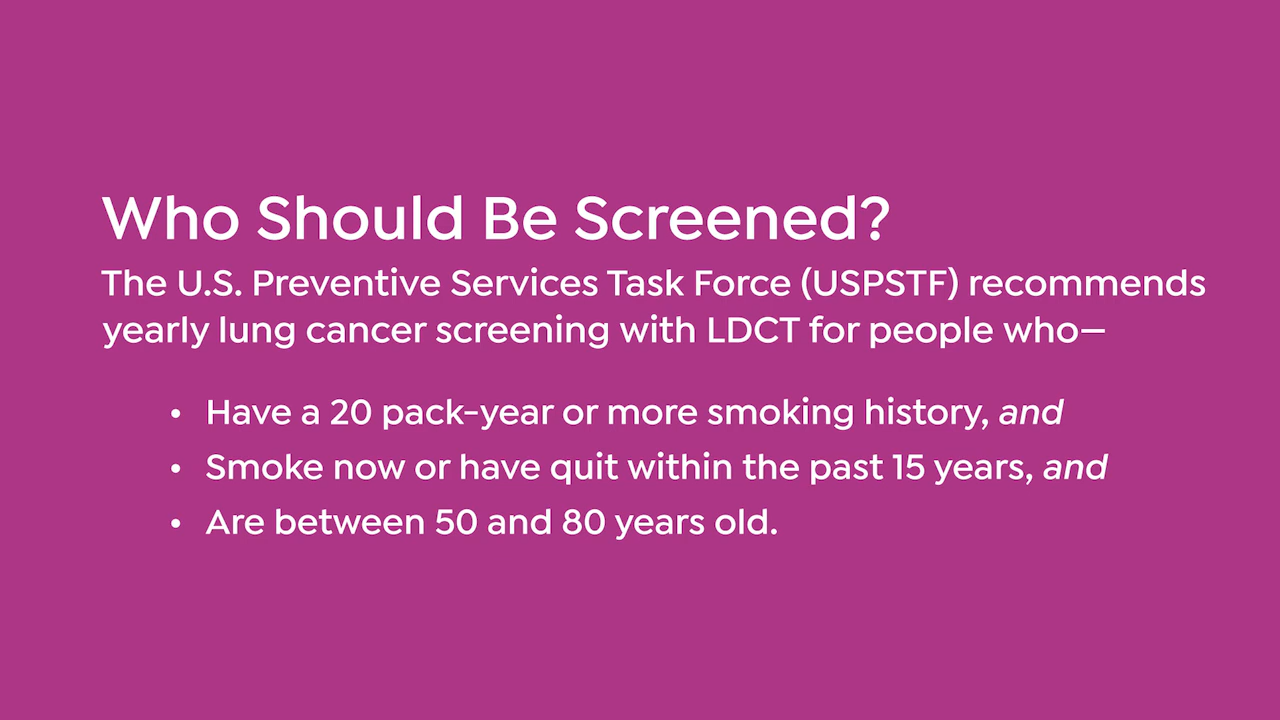 Who Should Be Screened?
The U.S. Preventive Services Task Force (USPSTF) recommends
yearly lung cancer screening with LDCT for people who—
• Have a 20 pack-year or more smoking history, and
• Smoke now or have quit within the past 15 years, and
• Are between 50 and 80 years old.